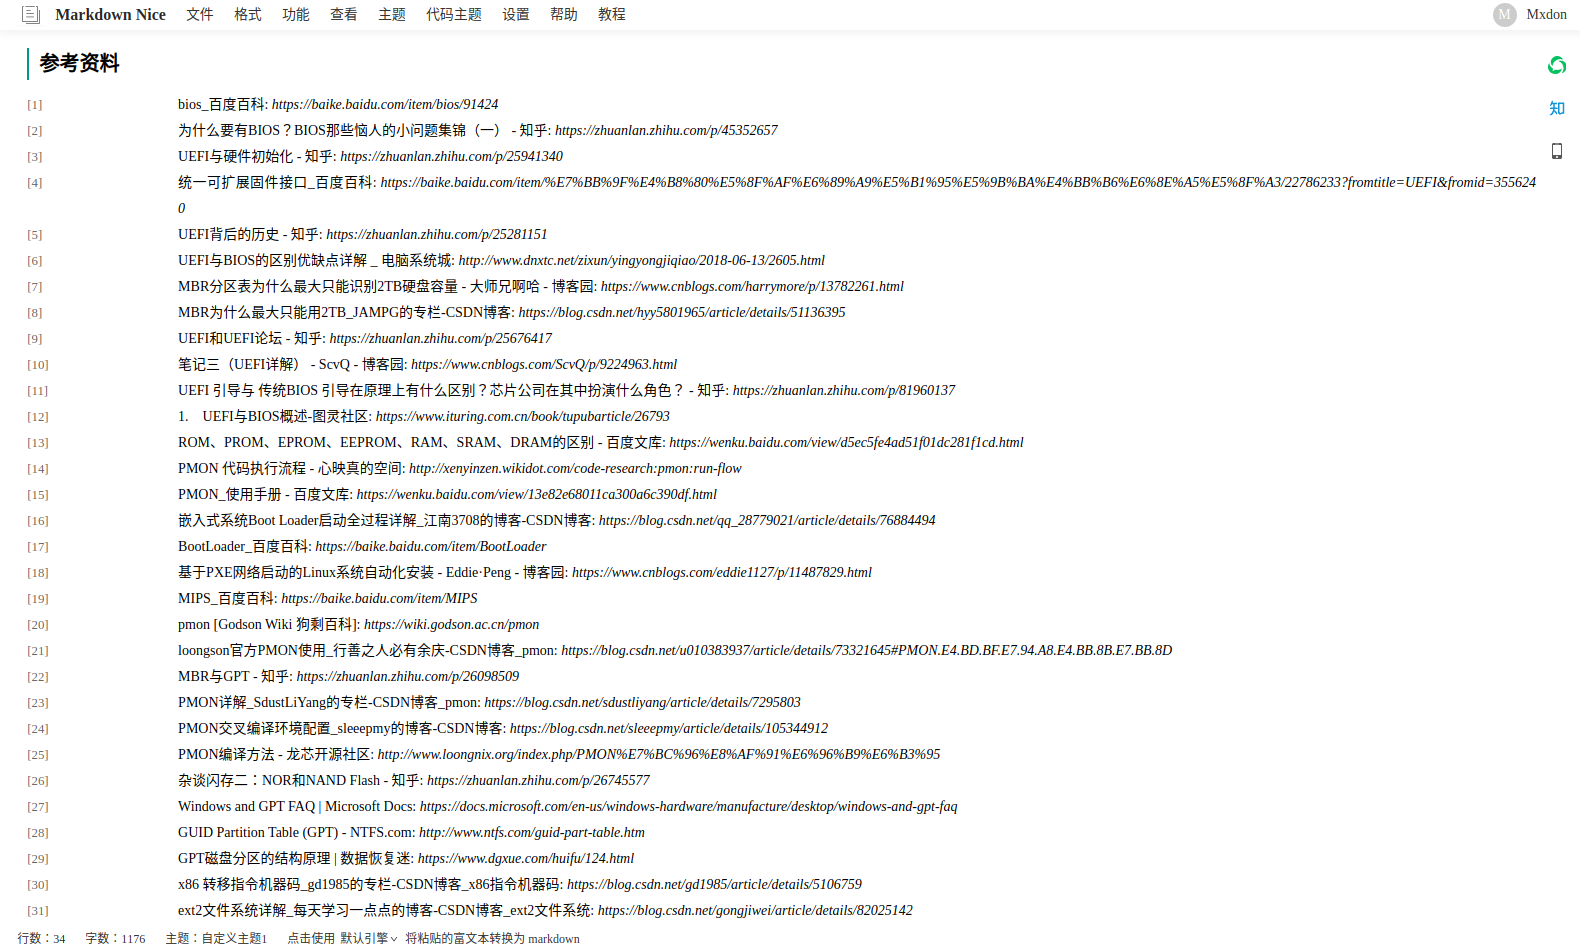 Markdown Nice 文件 格式 功能 查看 主题 代码主题 设置 帮助 教程 M Mxdon
参考资料
知
[1] bios_百度百科: https://baike.baidu.com/item/bios/91424
[2] 为什么要有BIOS？BIOS那些恼人的小问题集锦（一） - 知乎: https://zhuanlan.zhihu.com/p/45352657
[3] UEFI与硬件初始化 - 知乎: https://zhuanlan.zhihu.com/p/25941340
[4] 统一可扩展固件接口_百度百科: https://baike.baidu.com/item/%E7%BB%9F%E4%B8%80%E5%8F%AF%E6%89%A9%E5%B1%95%E5%9B%BA%E4%BB%B6%E6%8E%A5%E5%8F%A3/22786233?fromtitle=UEFI&fromid=355624
0
[5] UEFI背后的历史 - 知乎: https://zhuanlan.zhihu.com/p/25281151
[6] UEFI与BIOS的区别优缺点详解 _ 电脑系统城: http://www.dnxtc.net/zixun/yingyongjiqiao/2018-06-13/2605.html
[7] MBR分区表为什么最大只能识别2TB硬盘容量 - 大师兄啊哈 - 博客园: https://www.cnblogs.com/harrymore/p/13782261.html
[8] MBR为什么最大只能用2TB_JAMPG的专栏-CSDN博客: https://blog.csdn.net/hyy5801965/article/details/51136395
[9] UEFI和UEFI论坛 - 知乎: https://zhuanlan.zhihu.com/p/25676417
[10] 笔记三（UEFI详解） - ScvQ - 博客园: https://www.cnblogs.com/ScvQ/p/9224963.html
[11] UEFI 引导与 传统BIOS 引导在原理上有什么区别？芯片公司在其中扮演什么角色？ - 知乎: https://zhuanlan.zhihu.com/p/81960137
[12] 1. UEFI与BIOS概述-图灵社区: https://www.ituring.com.cn/book/tupubarticle/26793
[13] ROM、PROM、EPROM、EEPROM、RAM、SRAM、DRAM的区别 - 百度文库: https://wenku.baidu.com/view/d5ec5fe4ad51f01dc281f1cd.html
[14] PMON 代码执行流程 - 心映真的空间: http://xenyinzen.wikidot.com/code-research:pmon:run-flow
[15] PMON_使用手册 - 百度文库: https://wenku.baidu.com/view/13e82e68011ca300a6c390df.html
[16] 嵌入式系统Boot Loader启动全过程详解_江南3708的博客-CSDN博客: https://blog.csdn.net/qq_28779021/article/details/76884494
[17] BootLoader_百度百科: https://baike.baidu.com/item/BootLoader
[18] 基于PXE网络启动的Linux系统自动化安装 - Eddie·Peng - 博客园: https://www.cnblogs.com/eddie1127/p/11487829.html
[19] MIPS_百度百科: https://baike.baidu.com/item/MIPS
[20] pmon [Godson Wiki 狗剩百科]: https://wiki.godson.ac.cn/pmon
[21] loongson官方PMON使用_行善之人必有余庆-CSDN博客_pmon: https://blog.csdn.net/u010383937/article/details/73321645#PMON.E4.BD.BF.E7.94.A8.E4.BB.8B.E7.BB.8D
[22] MBR与GPT - 知乎: https://zhuanlan.zhihu.com/p/26098509
[23] PMON详解_SdustLiYang的专栏-CSDN博客_pmon: https://blog.csdn.net/sdustliyang/article/details/7295803
[24] PMON交叉编译环境配置_sleeepmy的博客-CSDN博客: https://blog.csdn.net/sleeepmy/article/details/105344912
[25] PMON编译方法 - 龙芯开源社区: http://www.loongnix.org/index.php/PMON%E7%BC%96%E8%AF%91%E6%96%B9%E6%B3%95
[26] 杂谈闪存二：NOR和NAND Flash - 知乎: https://zhuanlan.zhihu.com/p/26745577
[27] Windows and GPT FAQ | Microsoft Docs: https://docs.microsoft.com/en-us/windows-hardware/manufacture/desktop/windows-and-gpt-faq
[28] GUID Partition Table (GPT) - NTFS.com: http://www.ntfs.com/guid-part-table.htm
[29] GPT磁盘分区的结构原理 | 数据恢复迷: https://www.dgxue.com/huifu/124.html
[30] x86 转移指令机器码_gd1985的专栏-CSDN博客_x86指令机器码: https://blog.csdn.net/gd1985/article/details/5106759
[31] ext2文件系统详解_每天学习一点点的博客-CSDN博客_ext2文件系统: https://blog.csdn.net/gongjiwei/article/details/82025142
行数：34 字数：1176 主题：自定义主题1 点击使用 默认引擎 将粘贴的富文本转换为 markdown